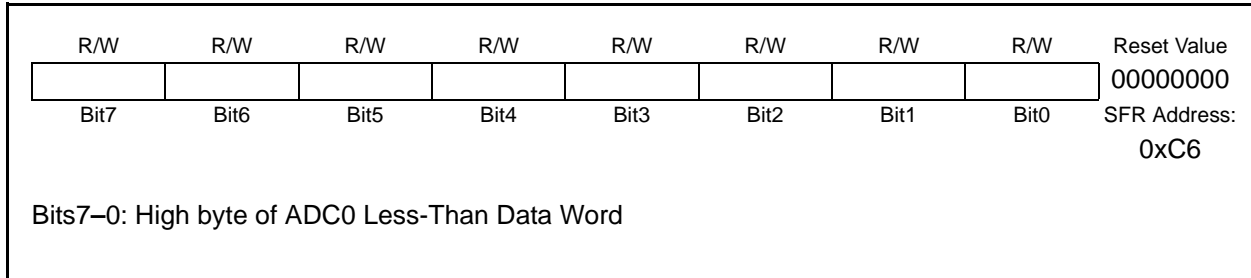 R/W R/W R/W R/W R/W R/W R/W R/W Reset Value
00000000
Bit7 Bit6 Bit5 Bit4 Bit3 Bit2 Bit1 Bit0 SFR Address:
0xC6
Bits7–0: High byte of ADC0 Less-Than Data Word